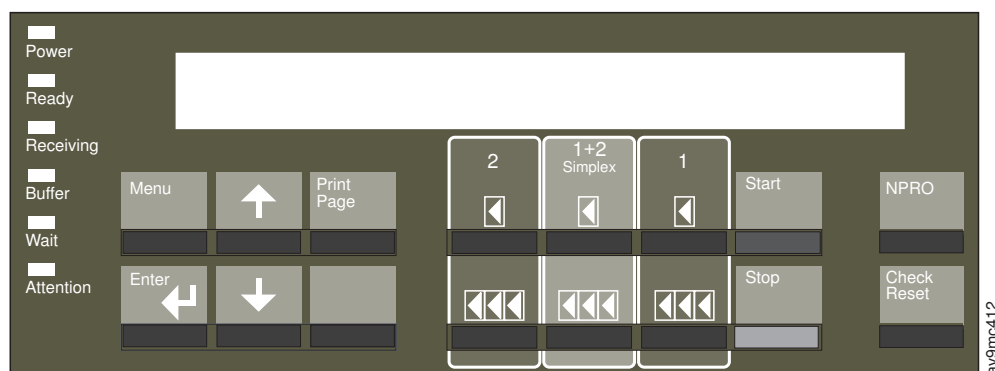 Power
Ready
Receiving
Buffer
Wait
Attention
2
1+2
Simplex
1
Menu
Print
Page
Start
NPRO
Enter
Stop
Check
Reset